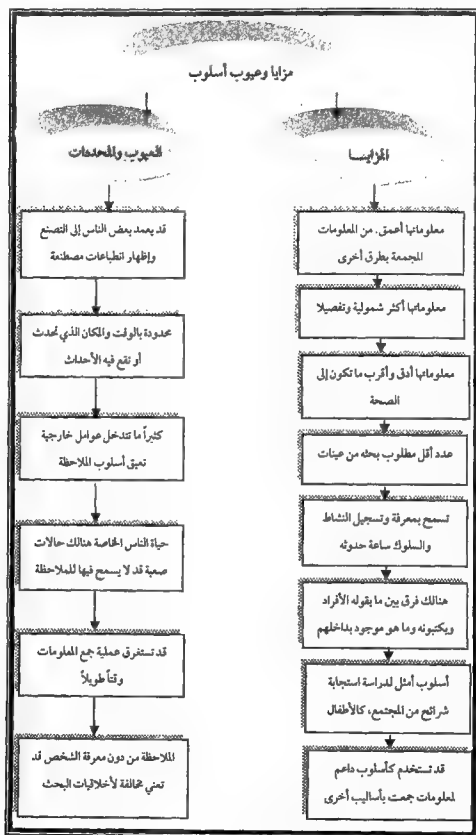 مزايا وعيوب أسلوب
المزايـا
معلوماتها أعمق. من المعلومات
المجمعة بطرق أخرى
معلوماتها أكثر شمولية وتفصيلا
معلوماتها أدق وأقرب ما تكون إلى
الصحة
عدد أقل مطلوب بحثه من عينات
تسمح بمعرفة وتسجيل النشاط
والسلوك ساعة حدوثه
هنالك فرق بين ما يقوله الأفراد
ويكتبونه وما هو موجود بداخلهم
أسلوب أمثل لدراسة استجابة
شرائح من المجتمع، كالأطفال
قد تستخدم كأسلوب داعم
لمعلومات جمعت بأساليب أخرى
العيوب والمحددات
قد يعمد بعض الناس إلى التصنع
وإظهار انطباعات مصطنعة
محدودة بالوقت والمكان الذي تحدث
أو تقع فيه الأحداث
كثيراً ما تتدخل عوامل خارجية
تعيق أسلوب الملاحظة
حياة الناس الخاصة هنالك حالات
صعبة قد لا يسمح فيها للملاحظة
قد تستغرق عملية جمع المعلومات
وقتاً طويلاً
الملاحظة من دون معرفة الشخص قد
تعني مخالفة لأخلاقيات البحث